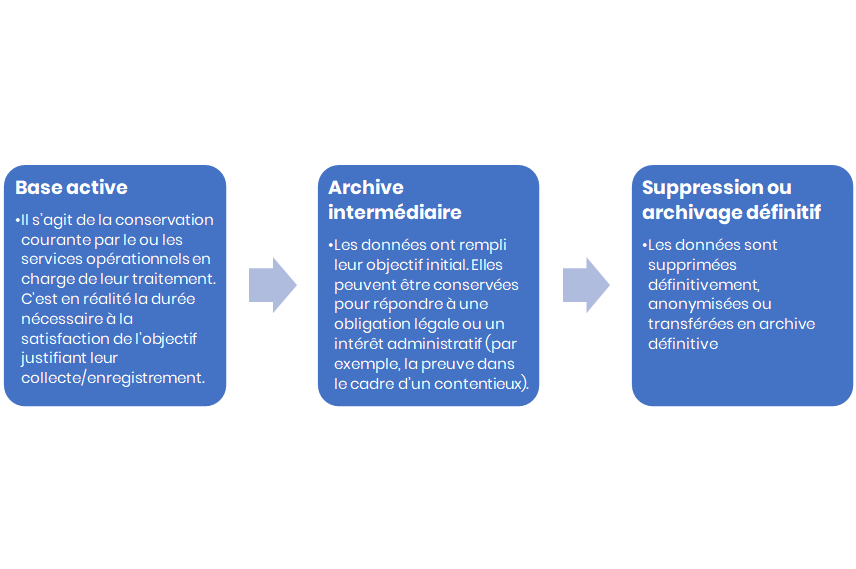 Base active
•Il s'agit de la conservation
courante par le ou les
services opérationnels en
charge de leur traitement.
C'est en réalité la durée
nécessaire à la
satisfaction de l'objectif
justifiant leur
collecte/enregistrement.
Archive
intermédiaire
•Les données ont rempli
leur objectif initial. Elles
peuvent être conservées
pour répondre à une
obligation légale ou un
intérêt administratif (par
exemple, la preuve dans
le cadre d'un contentieux).
Suppression ou
archivage définitif
•Les données sont
supprimées
définitivement,
anonymisées ou
transférées en archive
définitive